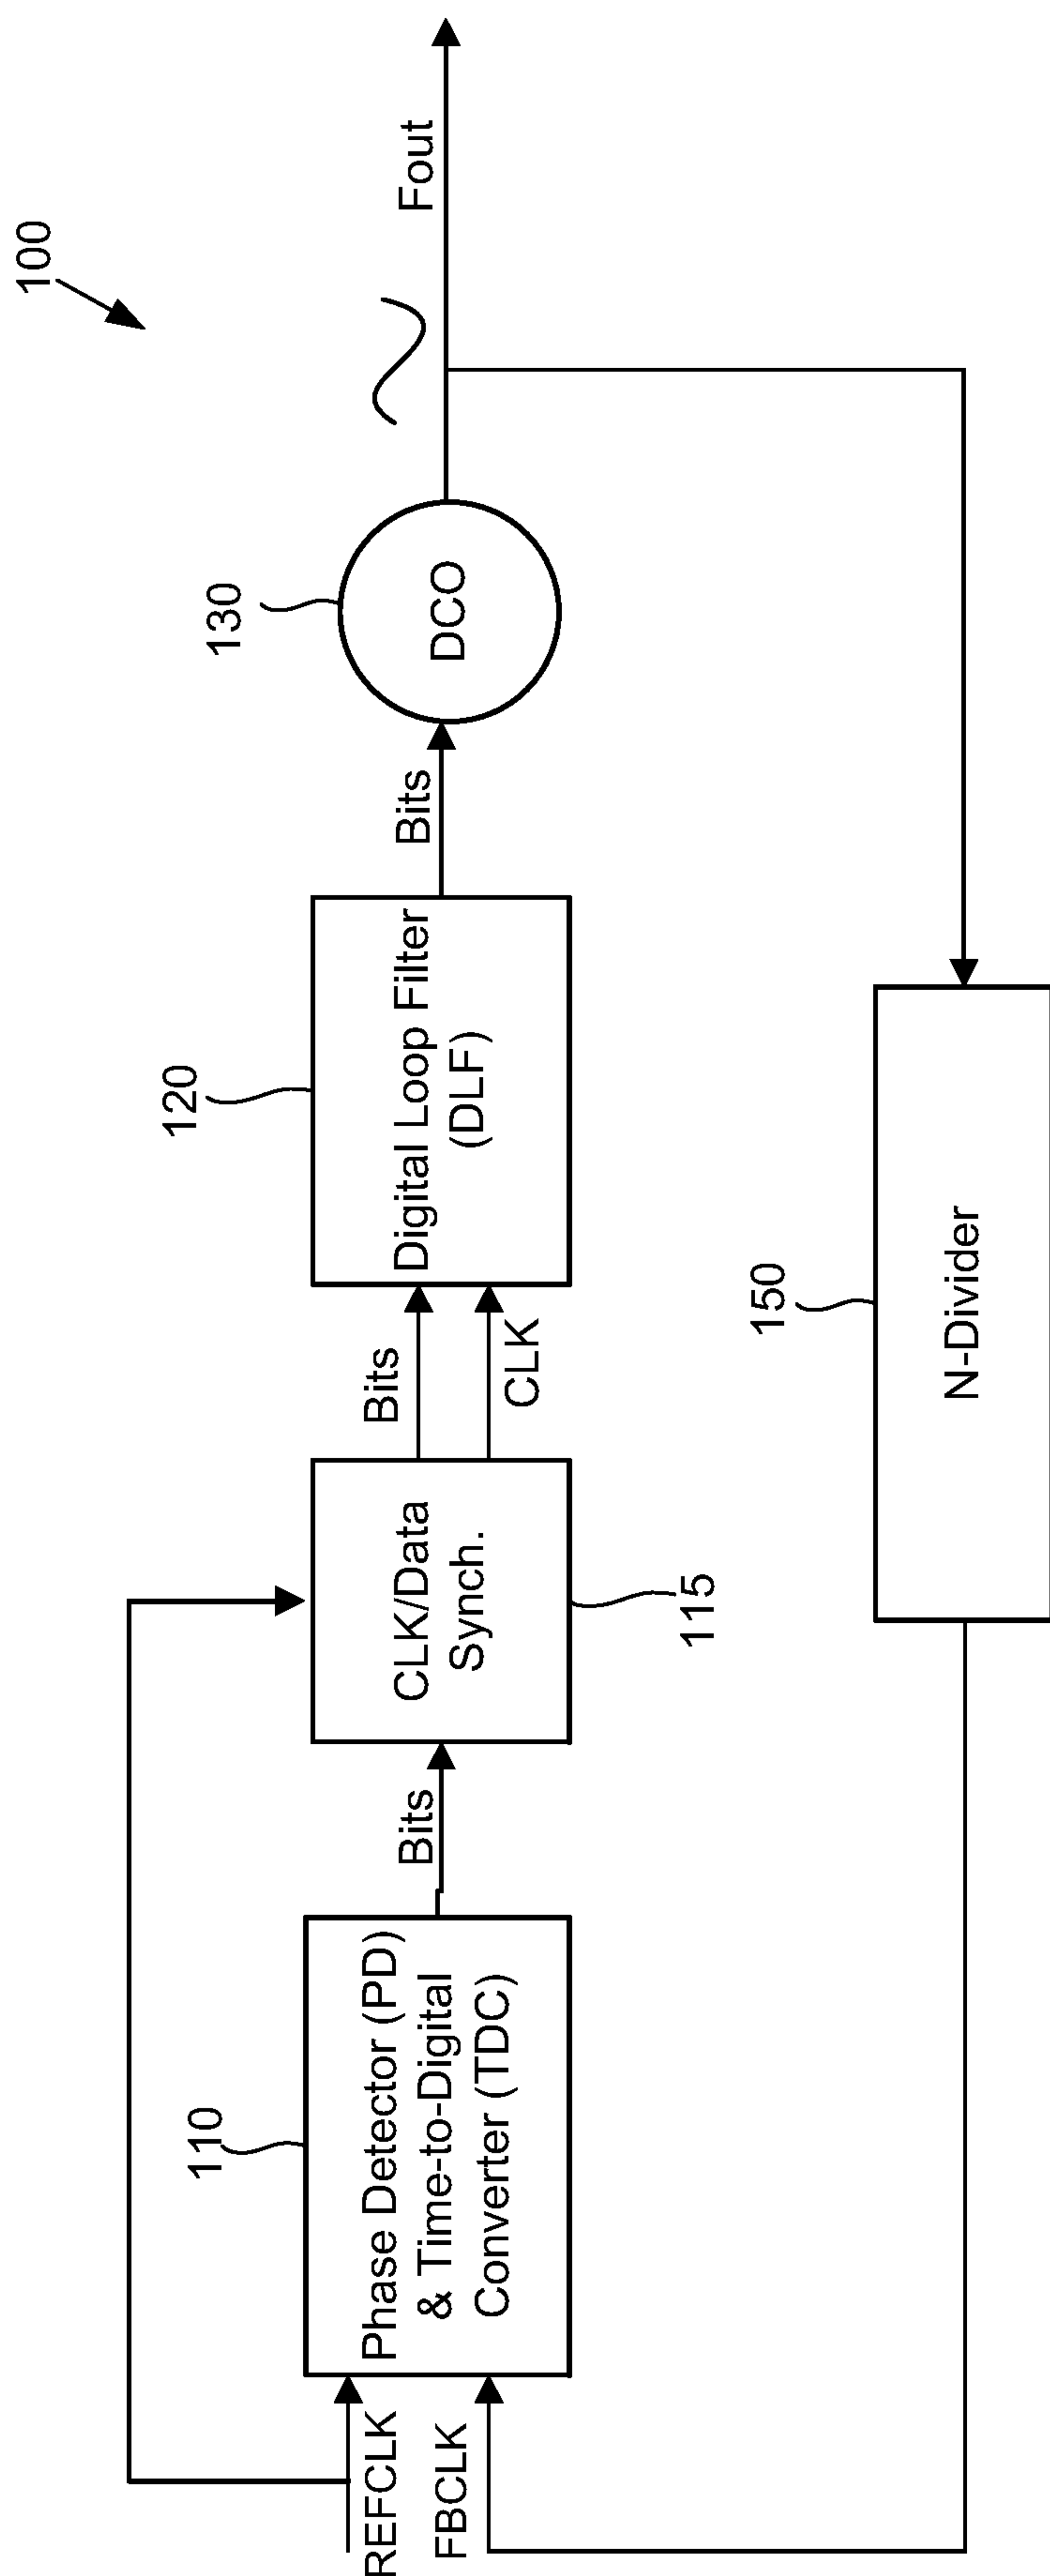 100
REFCLK
FBCLK
110
Phase Detector (PD)
& Time-to-Digital
Converter (TDC)
Bits
CLK/Data
Synch.
115
Bits
CLK
120
Digital Loop Filter
(DLF)
Bits
130
DCO
Fout
150
N-Divider